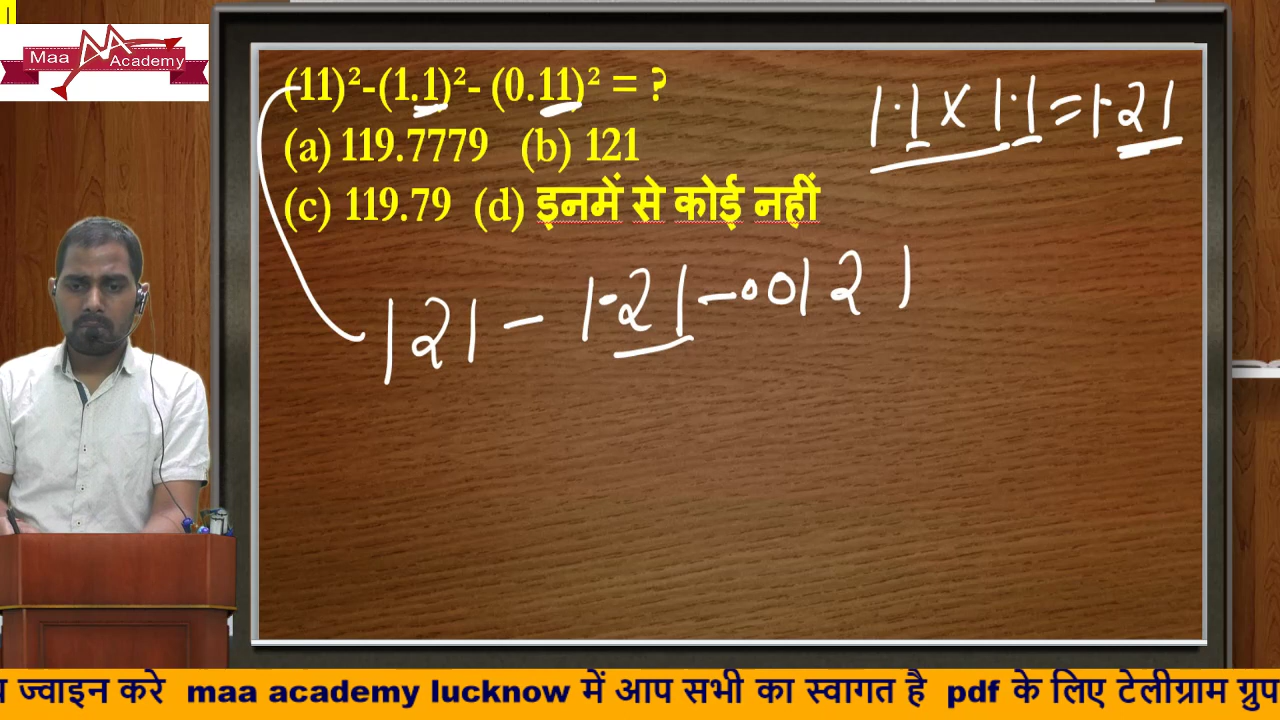 Maa Academy
(11)²-(1.1)²- (0.11)² = ?
(a) 119.7779 (b) 121
(c) 119.79 (d) इनमें से कोई नहीं
1.1 × 1.1 = 1.21
121 - 1.21 - .0121
ज्वाइन करे maa academy lucknow में आप सभी का स्वागत है pdf के लिए टेलीग्राम ग्रुप